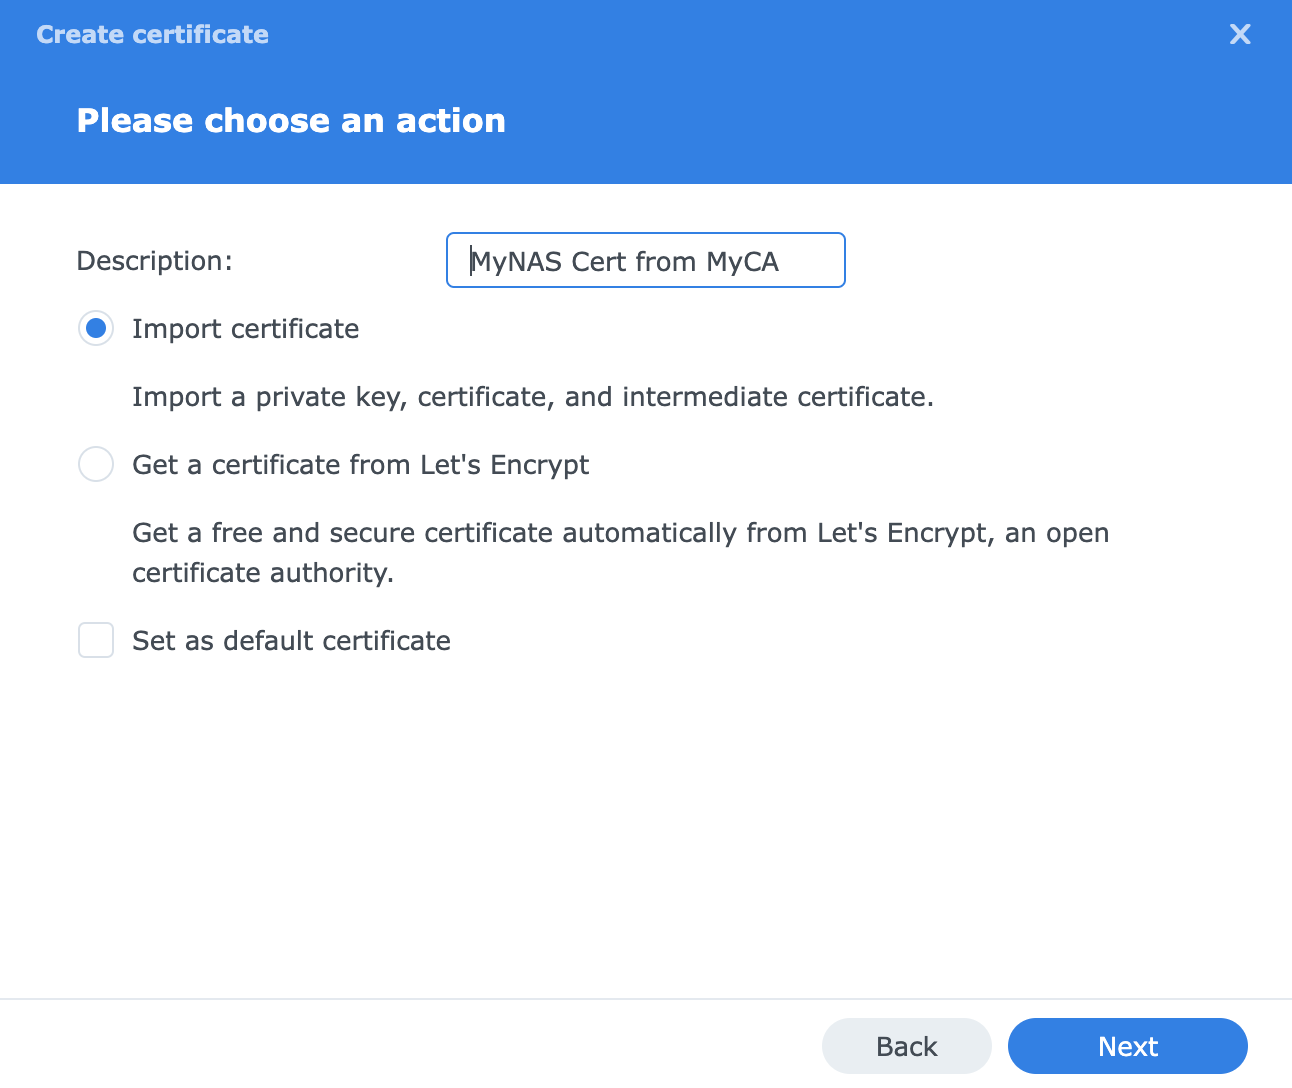 Create certificate
Please choose an action
Description:
MyNAS Cert from MyCA
Import certificate
Import a private key, certificate, and intermediate certificate.
Get a certificate from Let's Encrypt
Get a free and secure certificate automatically from Let's Encrypt, an open
certificate authority.
Set as default certificate
Back
Next